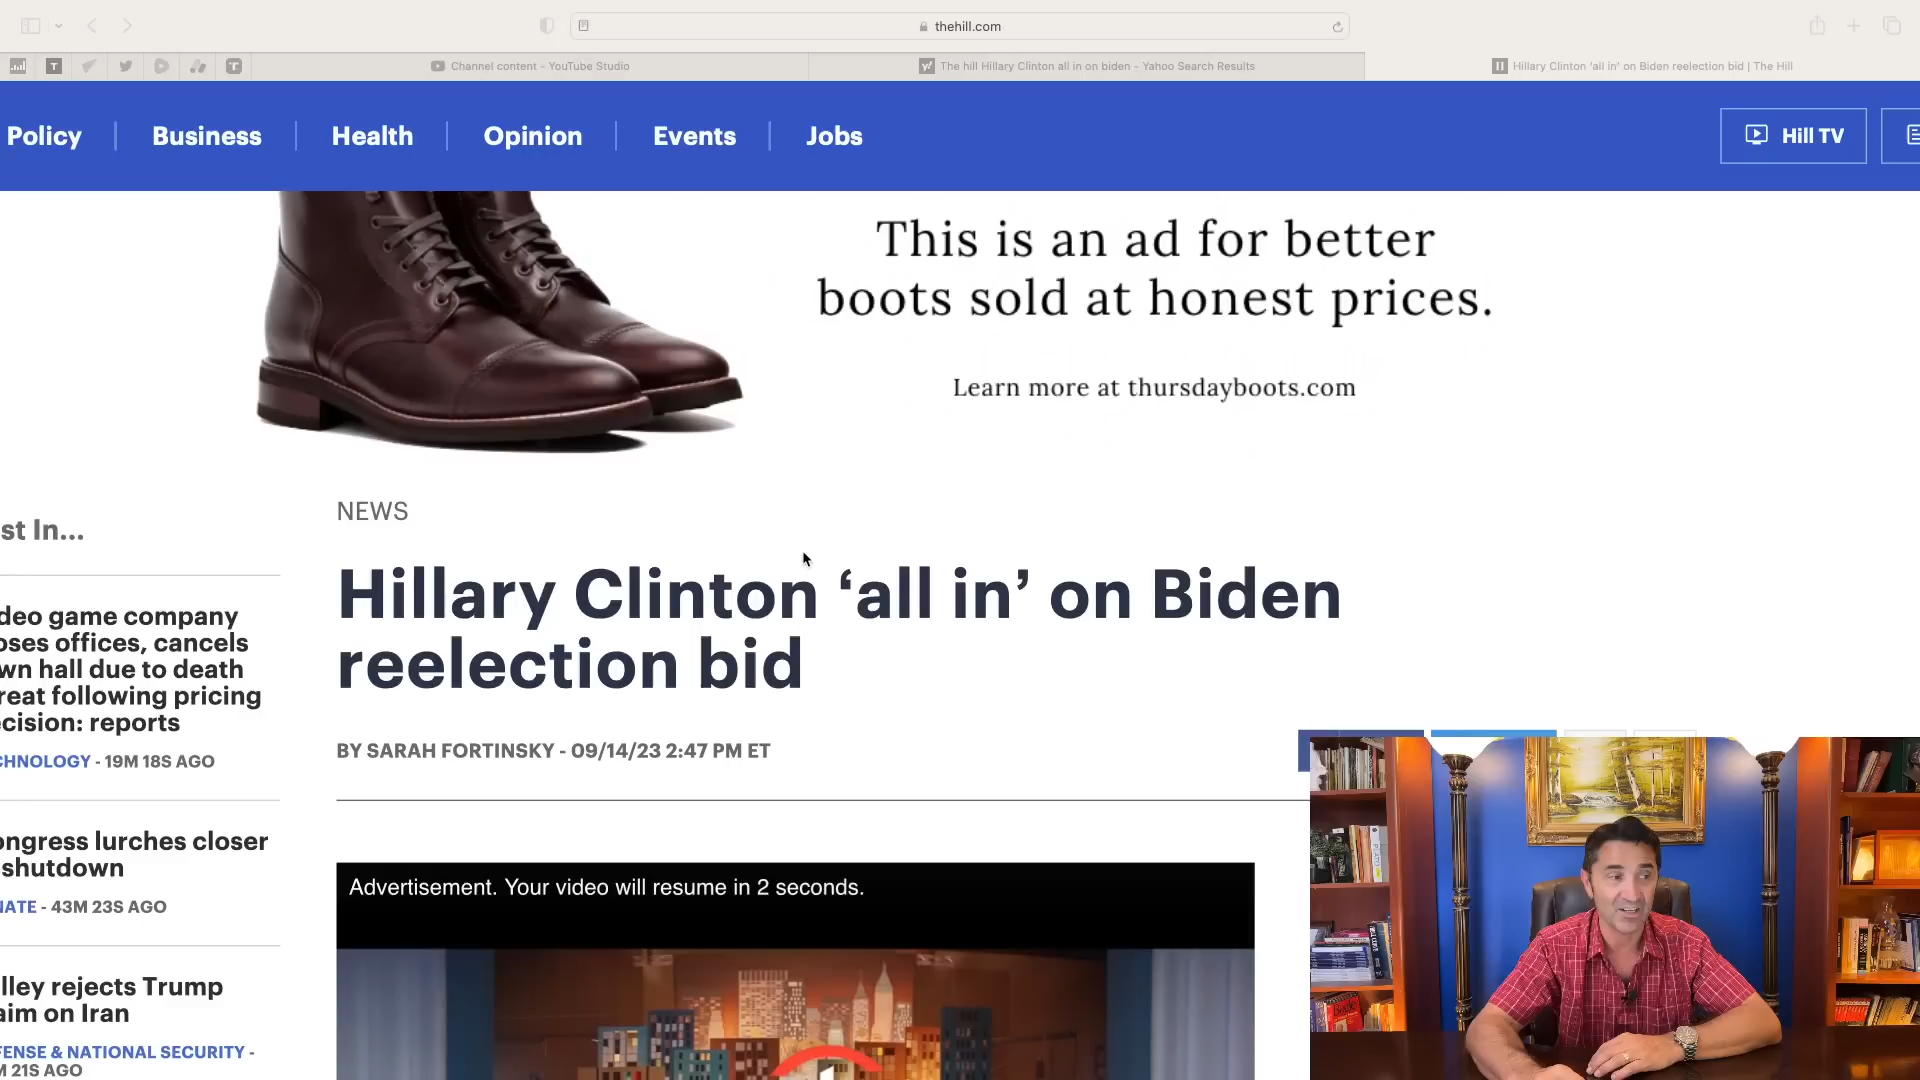 thehill.com
Channel content - YouTube Studio
The hill Hillary Clinton all in on biden - Yahoo Search Results
Hillary Clinton ‘all in’ on Biden reelection bid | The Hill
Policy
Business
Health
Opinion
Events
Jobs
Hill TV
This is an ad for better
boots sold at honest prices.
Learn more at thursdayboots.com
NEWS
Hillary Clinton ‘all in’ on Biden
reelection bid
BY SARAH FORTINSKY - 09/14/23 2:47 PM ET
Advertisement. Your video will resume in 2 seconds.
st In...
deo game company
oses offices, cancels
wn hall due to death
reat following pricing
cision: reports
CHNOLOGY - 19M 18S AGO
ongress lurches closer
shutdown
NATE - 43M 23S AGO
lley rejects Trump
aim on Iran
FENSE & NATIONAL SECURITY -
M 21S AGO